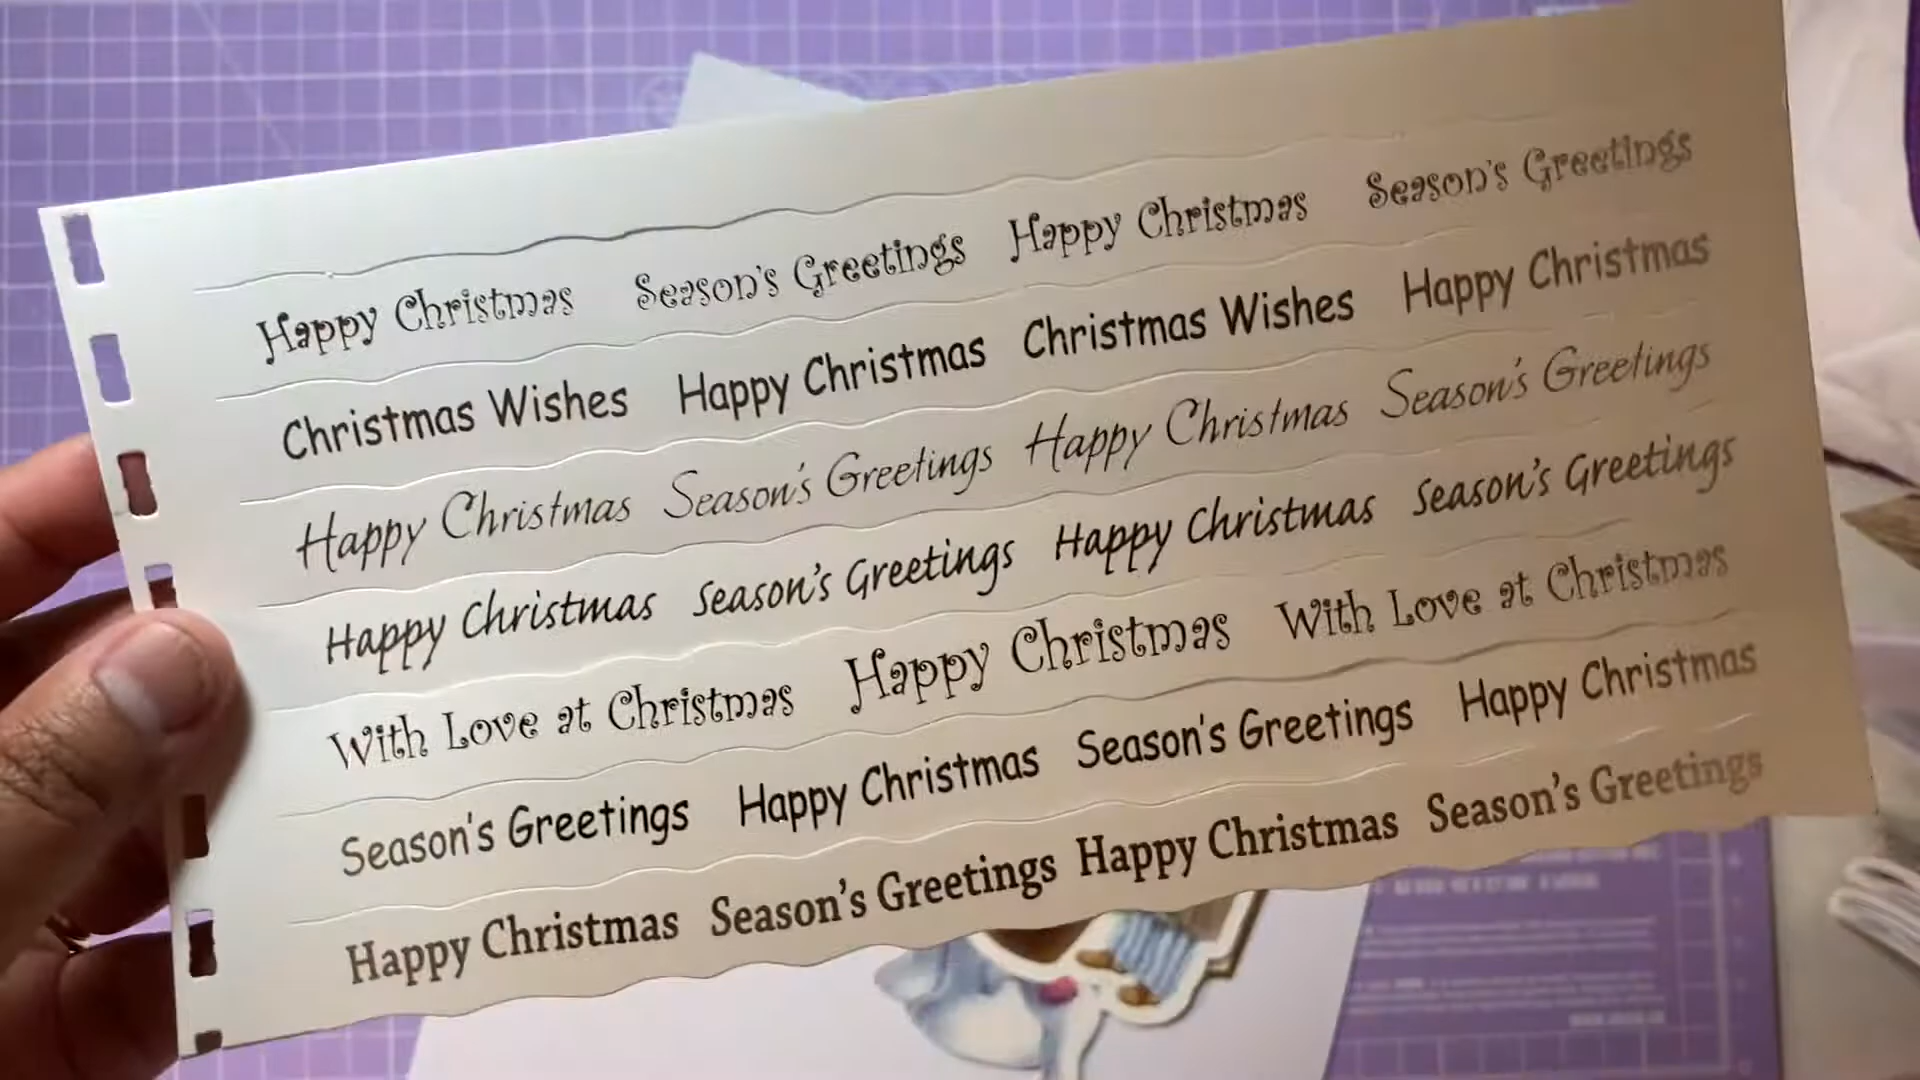 Happy Christmas Season's Greetings Happy Christmas Season's Greetings
Christmas Wishes Happy Christmas Christmas Wishes Happy Christmas
Happy Christmas Season's Greetings Happy Christmas Season's Greetings
Happy Christmas Season's Greetings Happy Christmas Season's Greetings
With Love at Christmas Happy Christmas With Love at Christmas
Season's Greetings Happy Christmas Season's Greetings Happy Christmas
Happy Christmas Season's Greetings Happy Christmas Season's Greetings